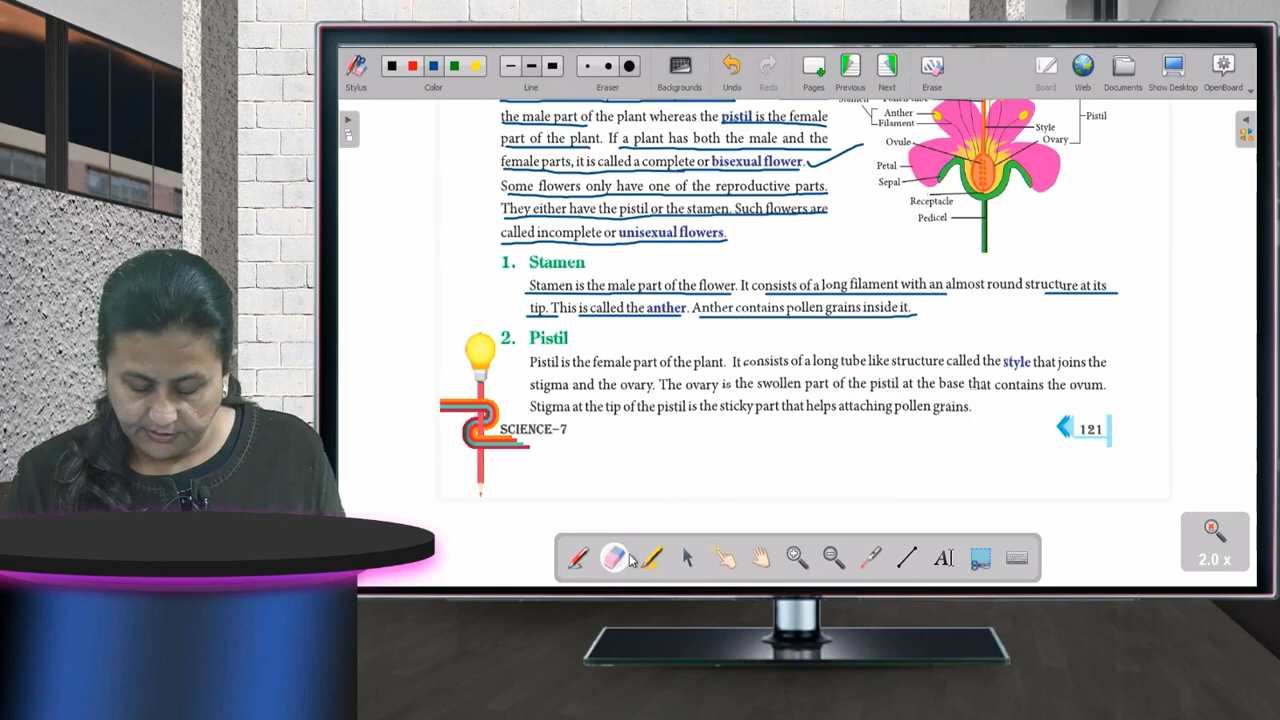 Stylus
Color
Line
Eraser
Backgrounds
Undo
Redo
Pages
Previous
Next
Erase
Board
Web
Documents
Show Desktop
OpenBoard
the male part of the plant whereas the pistil is the female
part of the plant. If a plant has both the male and the
female parts, it is called a complete or bisexual flower.
Some flowers only have one of the reproductive parts.
They either have the pistil or the stamen. Such flowers are
called incomplete or unisexual flowers.
Anther
Filament
Ovule
Petal
Sepal
Receptacle
Pedicel
Style
Ovary
Pistil
1. Stamen
Stamen is the male part of the flower. It consists of a long filament with an almost round structure at its
tip. This is called the anther. Anther contains pollen grains inside it.
2. Pistil
Pistil is the female part of the plant. It consists of a long tube like structure called the style that joins the
stigma and the ovary. The ovary is the swollen part of the pistil at the base that contains the ovum.
Stigma at the tip of the pistil is the sticky part that helps attaching pollen grains.
SCIENCE-7
121
AI
2.0 x